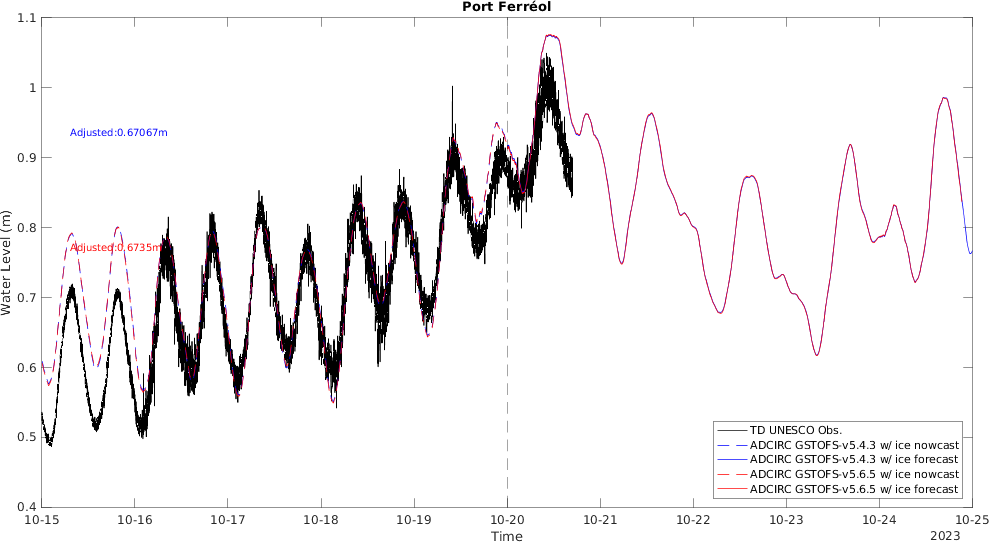 Port Ferréol
1.1
1
0.9
0.8
0.7
0.6
0.5
0.4
Water Level (m)
Adjusted:0.67067m
Adjusted:0.6735m
TD UNESCO Obs.
ADCIRC GSTOFS-v5.4.3 w/ ice nowcast
ADCIRC GSTOFS-v5.4.3 w/ ice forecast
ADCIRC GSTOFS-v5.6.5 w/ ice nowcast
ADCIRC GSTOFS-v5.6.5 w/ ice forecast
10-15 10-16 10-17 10-18 10-19 10-20 10-21 10-22 10-23 10-24 10-25
Time
2023